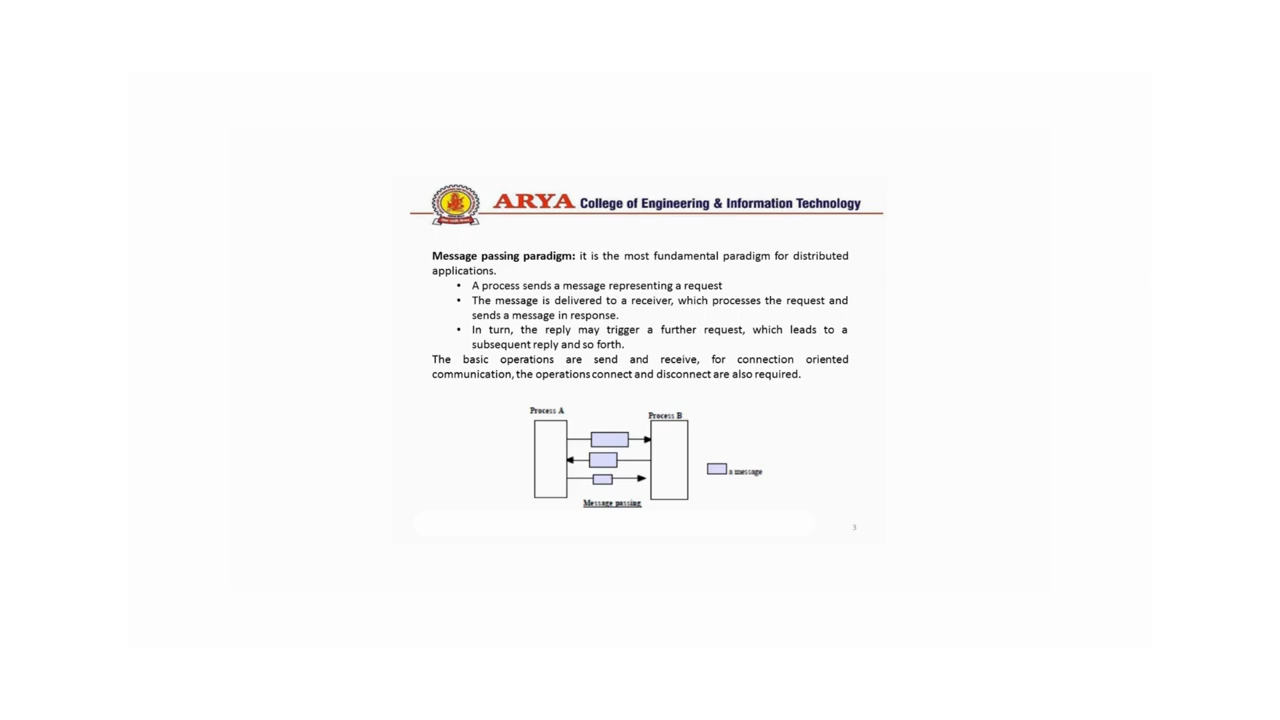 ARYA College of Engineering & Information Technology
Message passing paradigm: it is the most fundamental paradigm for distributed
applications.
• A process sends a message representing a request
• The message is delivered to a receiver, which processes the request and
sends a message in response.
• In turn, the reply may trigger a further request, which leads to a
subsequent reply and so forth.
The basic operations are send and receive, for connection oriented
communication, the operations connect and disconnect are also required.
Process A
Process B
a message
Message passing
3